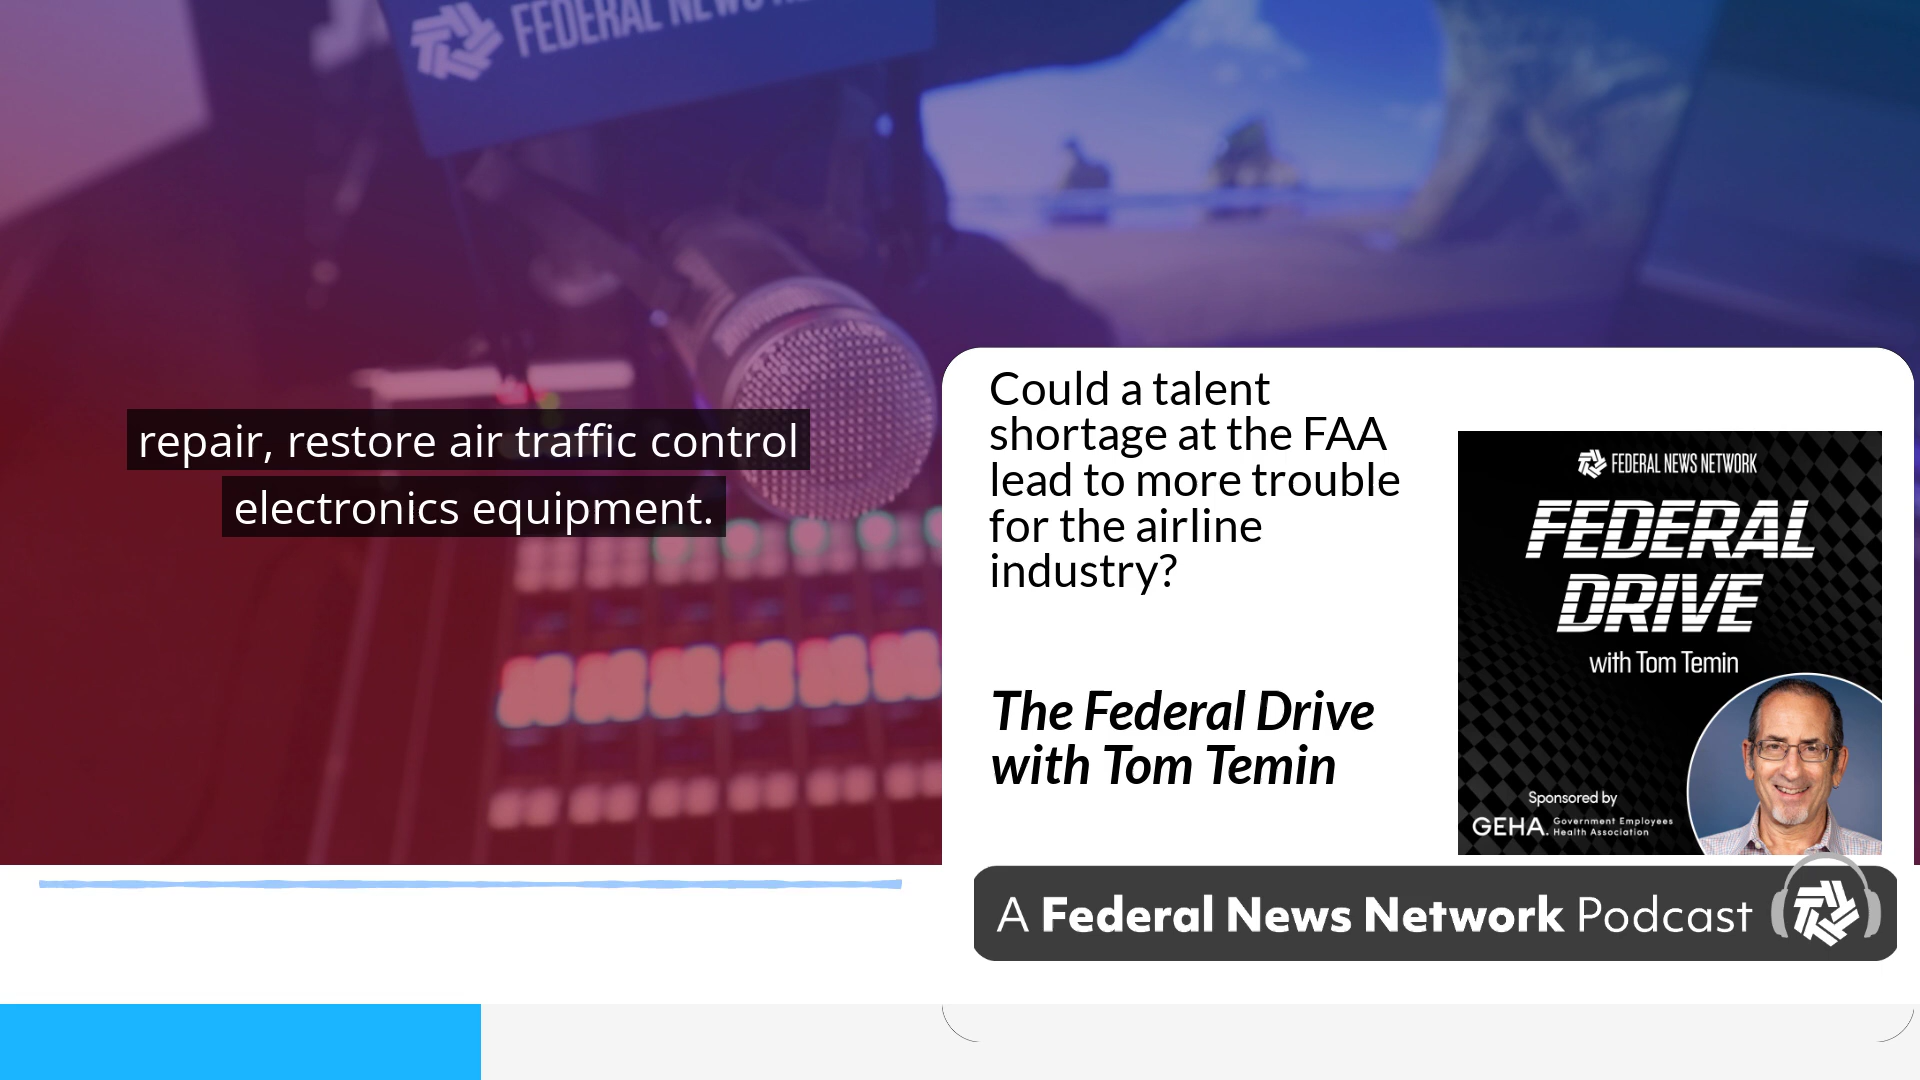 FEDERAL NEWS
repair, restore air traffic control
electronics equipment.
Could a talent
shortage at the FAA
lead to more trouble
for the airline
industry?
The Federal Drive
with Tom Temin
FEDERAL NEWS NETWORK
FEDERAL
DRIVE
with Tom Temin
Sponsored by
GEHA. Government Employees
Health Association
A Federal News Network Podcast